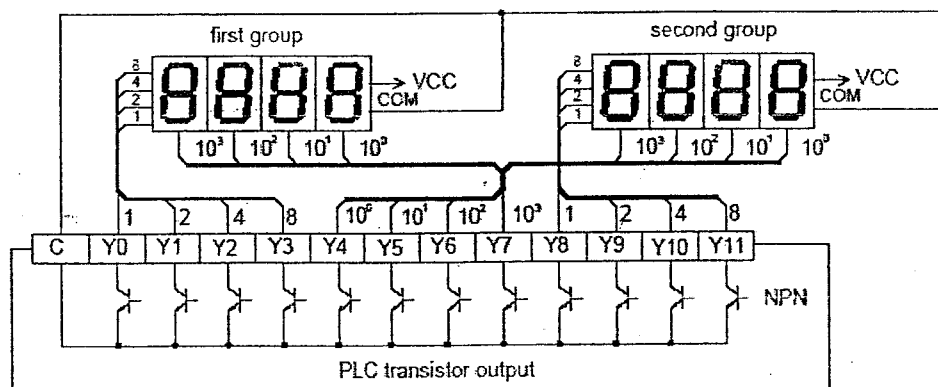 first group
second group
8
4
2
1
VCC
COM
10³ 10² 10¹ 10⁰
8
4
2
1
VCC
COM
10³ 10² 10¹ 10⁰
1 2 4 8 10⁰ 10¹ 10² 10³ 1 2 4 8
C Y0 Y1 Y2 Y3 Y4 Y5 Y6 Y7 Y8 Y9 Y10 Y11
NPN
PLC transistor output